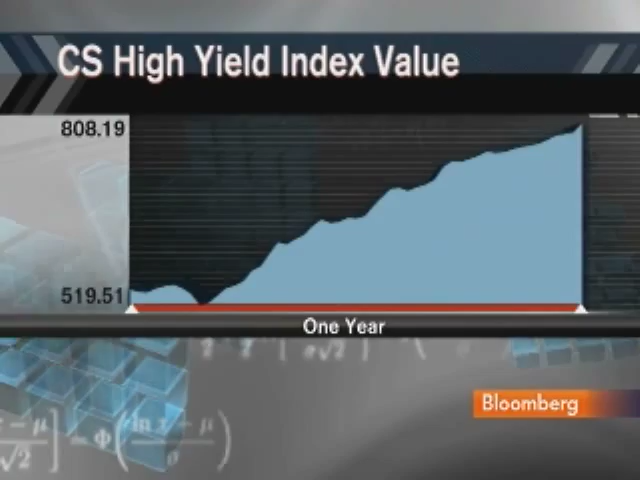 CS High Yield Index Value
808.19
519.51
One Year
Bloomberg